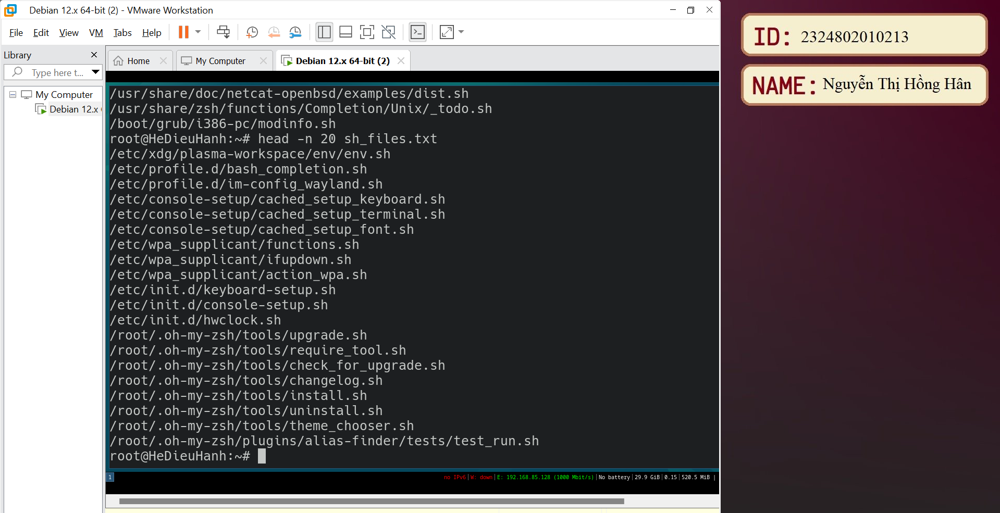 Debian 12.x 64-bit (2) - VMware Workstation
File Edit View VM Tabs Help
Library
Type here t...
My Computer
Debian 12.x
Home
My Computer
Debian 12.x 64-bit (2)
/usr/share/doc/netcat-openbsd/examples/dist.sh
/usr/share/zsh/functions/Completion/Unix/_todo.sh
/boot/grub/i386-pc/modinfo.sh
root@HeDieuHanh:~# head -n 20 sh_files.txt
/etc/xdg/plasma-workspace/env/env.sh
/etc/profile.d/bash_completion.sh
/etc/profile.d/im-config_wayland.sh
/etc/console-setup/cached_setup_keyboard.sh
/etc/console-setup/cached_setup_terminal.sh
/etc/console-setup/cached_setup_font.sh
/etc/wpa_supplicant/functions.sh
/etc/wpa_supplicant/ifupdown.sh
/etc/wpa_supplicant/action_wpa.sh
/etc/init.d/keyboard-setup.sh
/etc/init.d/console-setup.sh
/etc/init.d/hwclock.sh
/root/.oh-my-zsh/tools/upgrade.sh
/root/.oh-my-zsh/tools/require_tool.sh
/root/.oh-my-zsh/tools/check_for_upgrade.sh
/root/.oh-my-zsh/tools/changelog.sh
/root/.oh-my-zsh/tools/install.sh
/root/.oh-my-zsh/tools/uninstall.sh
/root/.oh-my-zsh/tools/theme_chooser.sh
/root/.oh-my-zsh/plugins/alias-finder/tests/test_run.sh
root@HeDieuHanh:~#
1
no IPv6|W: down|E: 192.168.85.128 (1000 Mbit/s)|No battery|29.9 GiB|0.15|520.5 MiB |
ID: 2324802010213
NAME: Nguyễn Thị Hồng Hân